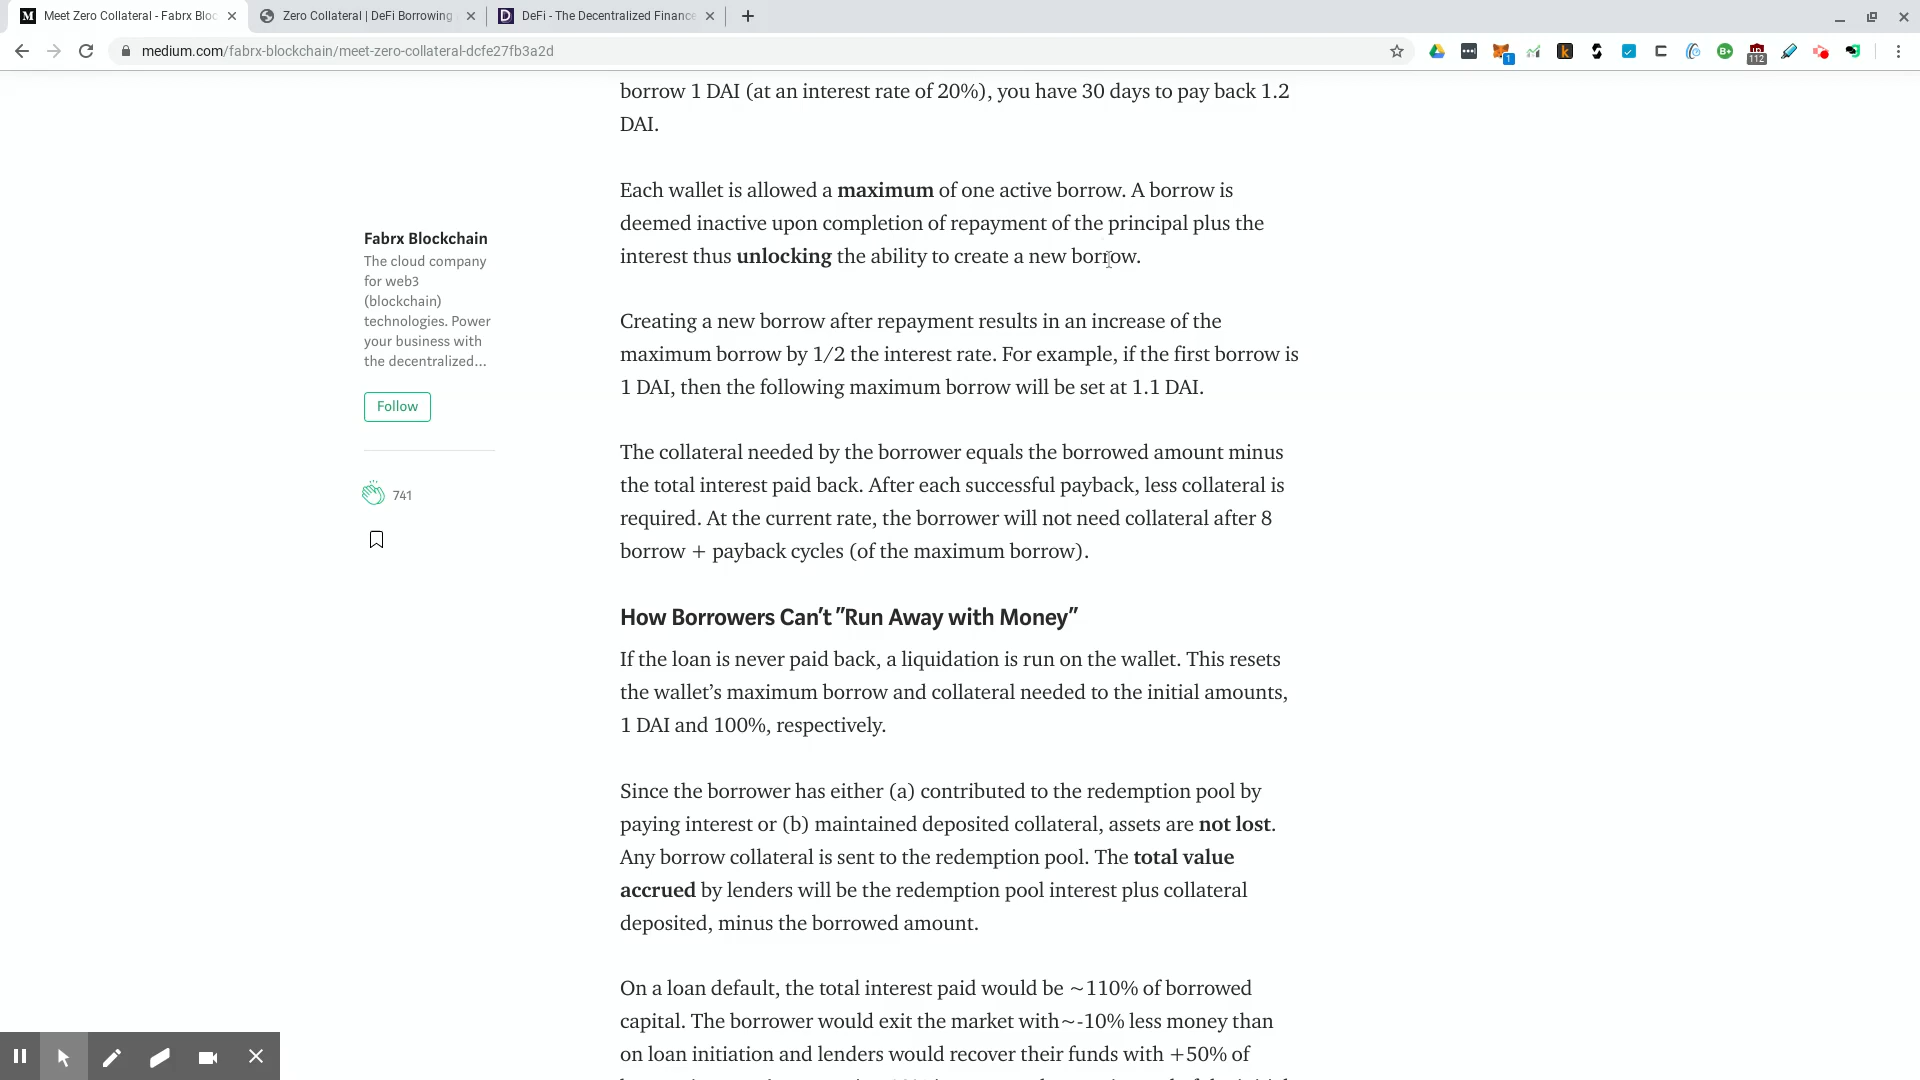 Meet Zero Collateral - Fabrx Bloc
Zero Collateral | DeFi Borrowing
DeFi - The Decentralized Finance
medium.com/fabrx-blockchain/meet-zero-collateral-dcfe27fb3a2d
1
112
borrow 1 DAI (at an interest rate of 20%), you have 30 days to pay back 1.2
DAI.
Each wallet is allowed a maximum of one active borrow. A borrow is
deemed inactive upon completion of repayment of the principal plus the
interest thus unlocking the ability to create a new borrow.
Fabrx Blockchain
The cloud company
for web3
(blockchain)
technologies. Power
your business with
the decentralized...
Follow
741
Creating a new borrow after repayment results in an increase of the
maximum borrow by 1/2 the interest rate. For example, if the first borrow is
1 DAI, then the following maximum borrow will be set at 1.1 DAI.
The collateral needed by the borrower equals the borrowed amount minus
the total interest paid back. After each successful payback, less collateral is
required. At the current rate, the borrower will not need collateral after 8
borrow + payback cycles (of the maximum borrow).
How Borrowers Can't "Run Away with Money"
If the loan is never paid back, a liquidation is run on the wallet. This resets
the wallet's maximum borrow and collateral needed to the initial amounts,
1 DAI and 100%, respectively.
Since the borrower has either (a) contributed to the redemption pool by
paying interest or (b) maintained deposited collateral, assets are not lost.
Any borrow collateral is sent to the redemption pool. The total value
accrued by lenders will be the redemption pool interest plus collateral
deposited, minus the borrowed amount.
On a loan default, the total interest paid would be ~110% of borrowed
capital. The borrower would exit the market with~-10% less money than
on loan initiation and lenders would recover their funds with +50% of